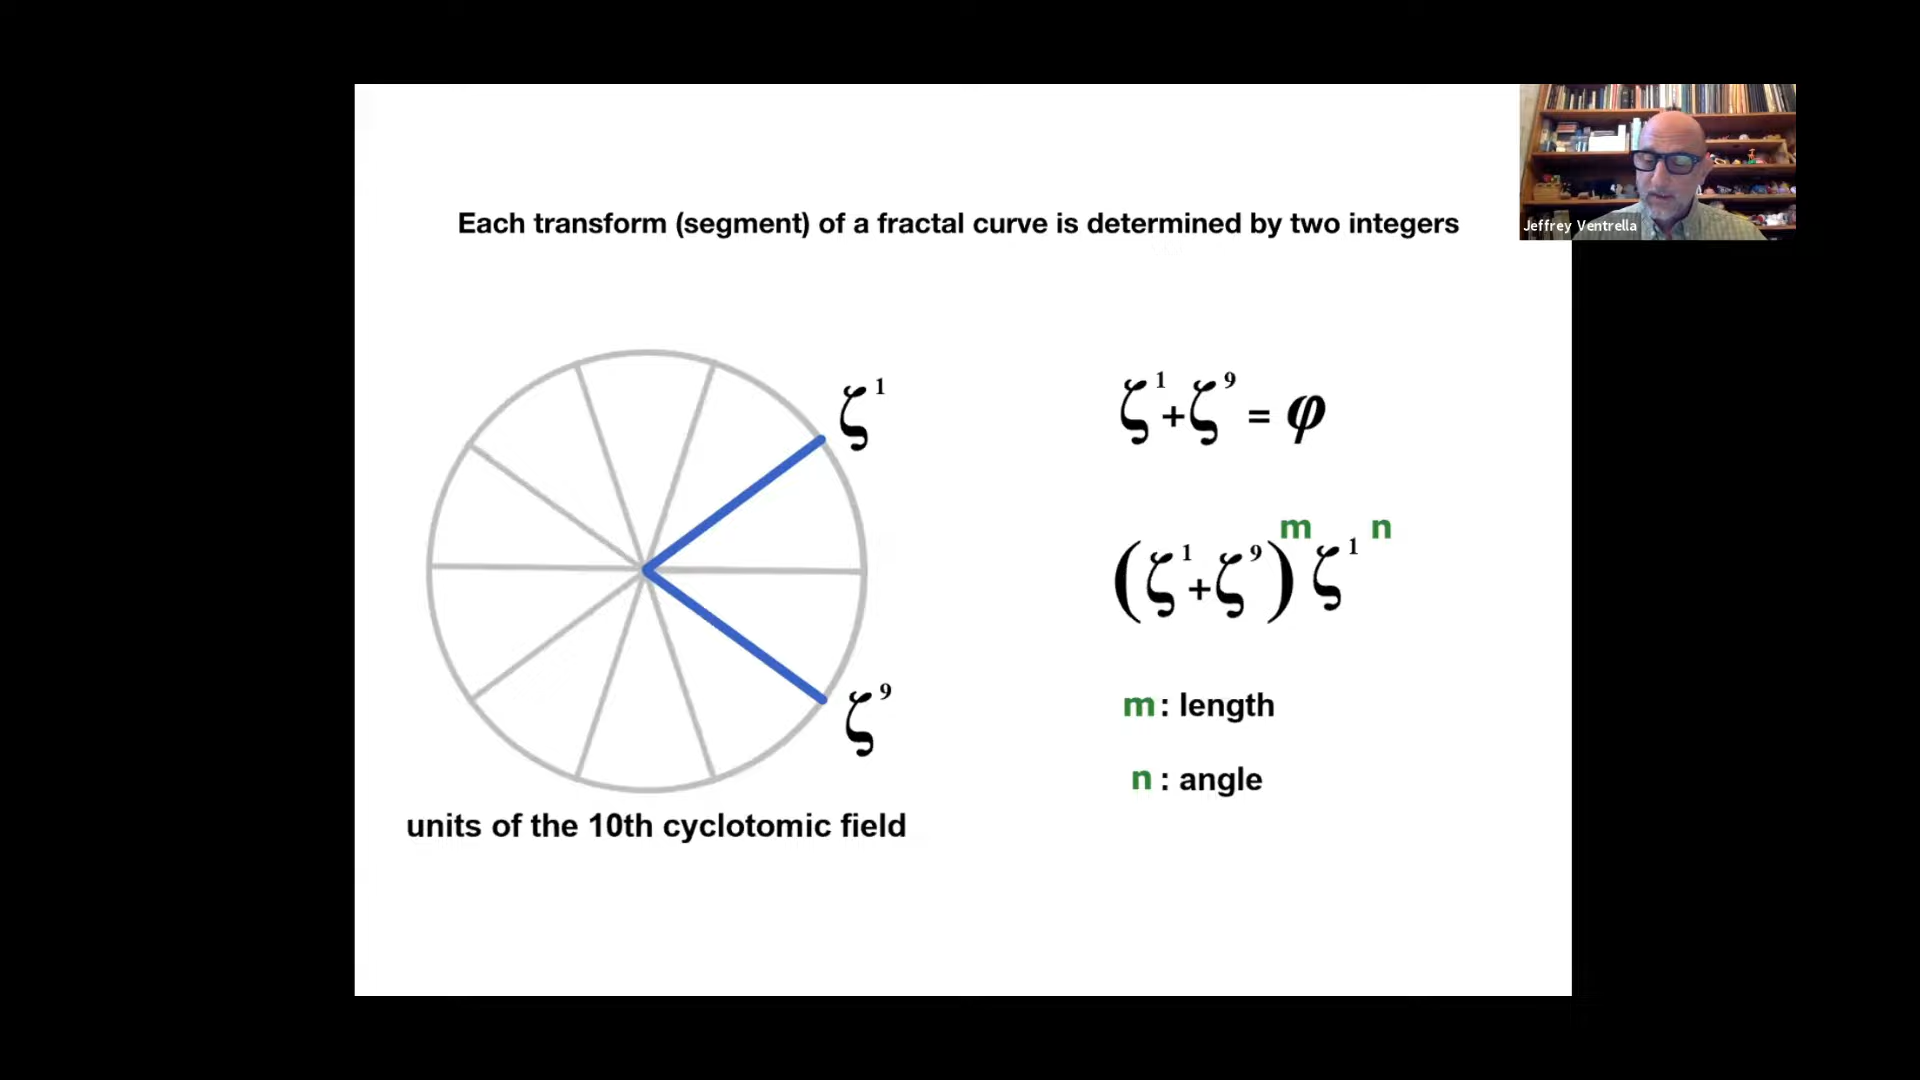 Each transform (segment) of a fractal curve is determined by two integers
Jeffrey Ventrella
ζ¹
ζ¹+ζ⁹ = φ
m n
(ζ¹+ζ⁹) ζ¹
ζ⁹
m : length
n : angle
units of the 10th cyclotomic field